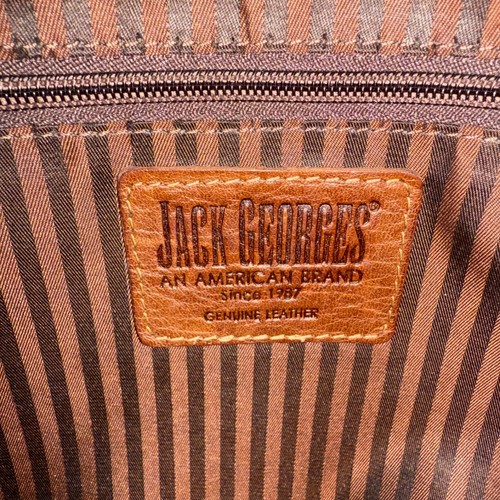 JACK GEORGES®
AN AMERICAN BRAND
Since 1987
GENUINE LEATHER